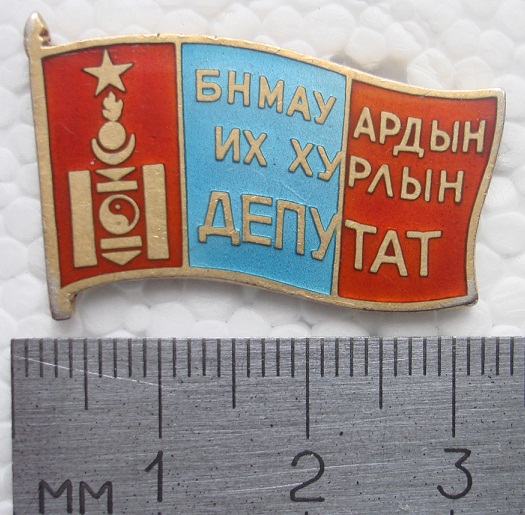 БНМАУ АРДЫН
ИХ ХУРЛЫН
ДЕПУТАТ
мм 1 2 3